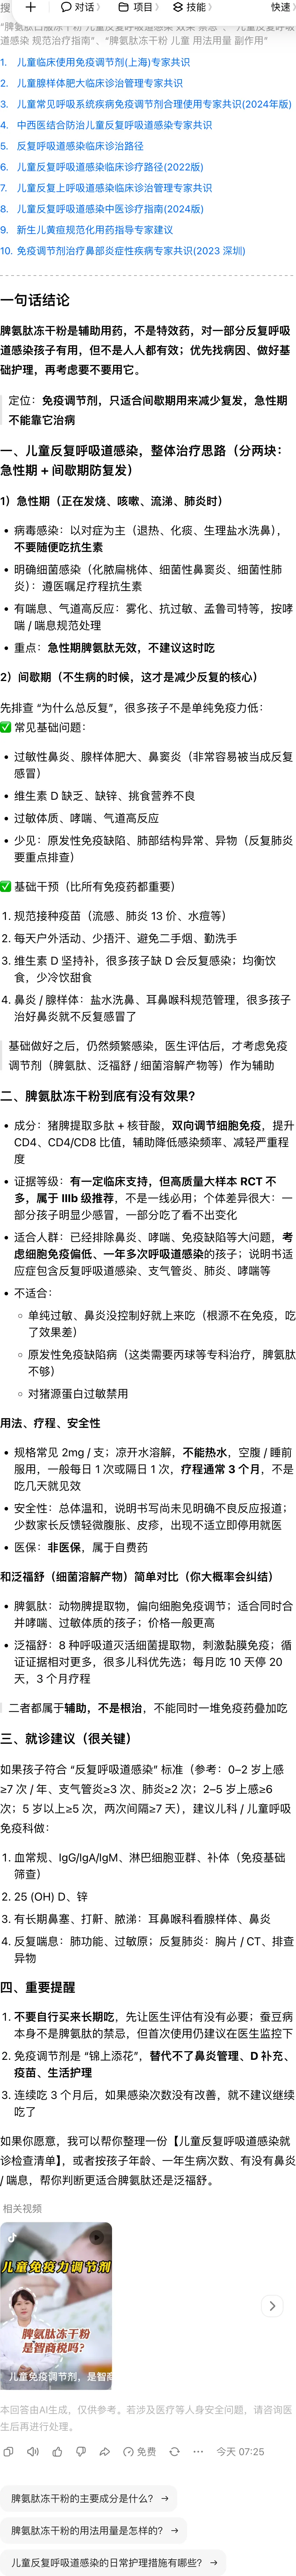 搜
对话 〉
项目 〉
技能 〉
快速 〉
道感染 规范治疗指南”、“脾氨肽冻干粉 儿童 用法用量 副作用”
1. 儿童临床使用免疫调节剂(上海)专家共识
2. 儿童腺样体肥大临床诊治管理专家共识
3. 儿童常见呼吸系统疾病免疫调节剂合理使用专家共识(2024年版)
4. 中西医结合防治儿童反复呼吸道感染专家共识
5. 反复呼吸道感染临床诊治路径
6. 儿童反复呼吸道感染临床诊疗路径(2022版)
7. 儿童反复上呼吸道感染临床诊治管理专家共识
8. 儿童反复呼吸道感染中医诊疗指南(2024版)
9. 新生儿黄疸规范化用药指导专家建议
10. 免疫调节剂治疗鼻部炎症性疾病专家共识(2023 深圳)
一句话结论
脾氨肽冻干粉是辅助用药，不是特效药，对一部分反复呼吸
道感染孩子有用，但不是人人都有效；优先找病因、做好基
础护理，再考虑要不要用它。
定位：免疫调节剂，只适合间歇期用来减少复发，急性期
不能靠它治病
一、儿童反复呼吸道感染，整体治疗思路（分两块：
急性期 + 间歇期防复发）
1）急性期（正在发烧、咳嗽、流涕、肺炎时）
• 病毒感染：以对症为主（退热、化痰、生理盐水洗鼻），
不要随便吃抗生素
• 明确细菌感染（化脓扁桃体、细菌性鼻窦炎、细菌性肺
炎）：遵医嘱足疗程抗生素
• 有喘息、气道高反应：雾化、抗过敏、孟鲁司特等，按哮
喘 / 喘息规范处理
• 重点：急性期脾氨肽无效，不建议这时吃
2）间歇期（不生病的时候，这才是减少反复的核心）
先排查 “为什么总反复”，很多孩子不是单纯免疫力低：
✅ 常见基础问题：
• 过敏性鼻炎、腺样体肥大、鼻窦炎（非常容易被当成反复
感冒）
• 维生素 D 缺乏、缺锌、挑食营养不良
• 过敏体质、哮喘、气道高反应
• 少见：原发性免疫缺陷、肺部结构异常、异物（反复肺炎
要重点排查）
✅ 基础干预（比所有免疫药都重要）
1. 规范接种疫苗（流感、肺炎 13 价、水痘等）
2. 每天户外活动、少捂汗、避免二手烟、勤洗手
3. 维生素 D 坚持补，很多孩子缺 D 会反复感染；均衡饮
食，少冷饮甜食
4. 鼻炎 / 腺样体：盐水洗鼻、耳鼻喉科规范管理，很多孩子
治好鼻炎就不反复感冒了
基础做好之后，仍然频繁感染，医生评估后，才考虑免疫
调节剂（脾氨肽、泛福舒 / 细菌溶解产物等）作为辅助
二、脾氨肽冻干粉到底有没有效果？
• 成分：猪脾提取多肽 + 核苷酸，双向调节细胞免疫，提升
CD4、CD4/CD8 比值，辅助降低感染频率、减轻严重程
度
• 证据等级：有一定临床支持，但高质量大样本 RCT 不
多，属于 IIIb 级推荐，不是一线必用；个体差异很大：一
部分孩子明显少感冒，一部分吃了看不出变化
• 适合人群：已经排除鼻炎、哮喘、免疫缺陷等大问题，考
虑细胞免疫偏低、一年多次呼吸道感染的孩子；说明书适
应症包含反复呼吸道感染、支气管炎、肺炎、哮喘等
• 不适合：
◦ 单纯过敏、鼻炎没控制好就上来吃（根源不在免疫，吃
了效果差）
◦ 原发性免疫缺陷病（这类需要丙球等专科治疗，脾氨肽
不够）
◦ 对猪源蛋白过敏禁用
用法、疗程、安全性
• 规格常见 2mg / 支；凉开水溶解，不能热水，空腹 / 睡前
服用，一般每日 1 次或隔日 1 次，疗程通常 3 个月，不是
吃几天就见效
• 安全性：总体温和，说明书写尚未见明确不良反应报道；
少数家长反馈轻微腹胀、皮疹，出现不适立即停用就医
• 医保：非医保，属于自费药
和泛福舒（细菌溶解产物）简单对比（你大概率会纠结）
• 脾氨肽：动物脾提取物，偏向细胞免疫调节；适合同时合
并哮喘、过敏体质的孩子；价格一般更高
• 泛福舒：8 种呼吸道灭活细菌提取物，刺激黏膜免疫；循
证证据相对更多，很多儿科优先选；每月吃 10 天停 20
天，3 个月疗程
二者都属于辅助，不是根治，不能同时一堆免疫药叠加吃
三、就诊建议（很关键）
如果孩子符合 “反复呼吸道感染” 标准（参考：0–2 岁上感
≥7 次 / 年、支气管炎≥3 次、肺炎≥2 次；2–5 岁上感≥6
次；5 岁以上≥5 次，两次间隔≥7 天），建议儿科 / 儿童呼吸
免疫科做：
1. 血常规、IgG/IgA/IgM、淋巴细胞亚群、补体（免疫基础
筛查）
2. 25 (OH) D、锌
3. 有长期鼻塞、打鼾、脓涕：耳鼻喉科看腺样体、鼻炎
4. 反复喘息：肺功能、过敏原；反复肺炎：胸片 / CT、排查
异物
四、重要提醒
1. 不要自行买来长期吃，先让医生评估有没有必要；蚕豆病
本身不是脾氨肽的禁忌，但首次使用仍建议在医生监控下
2. 免疫调节剂是 “锦上添花”，替代不了鼻炎管理、D 补充、
疫苗、生活护理
3. 连续吃 3 个月后，如果感染次数没有改善，就不建议继续
吃了
如果你愿意，我可以帮你整理一份【儿童反复呼吸道感染就
诊检查清单】，或者按孩子年龄、一年生病次数、有没有鼻炎
/ 喘息，帮你判断更适合脾氨肽还是泛福舒。
相关视频
儿童免疫力调节剂
脾氨肽冻干粉
是智商税吗?
儿童免疫调节剂，是智商
本回答由AI生成，仅供参考。若涉及医疗等人身安全问题，请咨询医
生后再进行处理。
免费
今天 07:25
脾氨肽冻干粉的主要成分是什么？ →
脾氨肽冻干粉的用法用量是怎样的？ →
儿童反复呼吸道感染的日常护理措施有哪些？ →